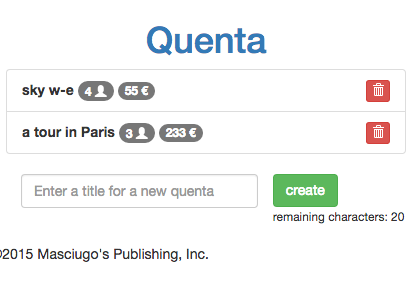 Quenta
sky w-e 4 55 €
a tour in Paris 3 233 €
Enter a title for a new quenta create
remaining characters: 20
©2015 Masciugo's Publishing, Inc.